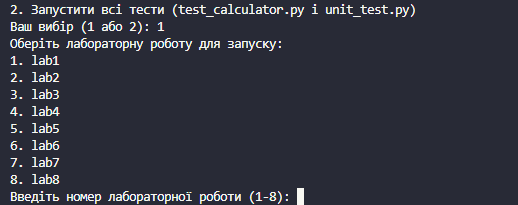 2. Запустити всі тести (test_calculator.py і unit_test.py)
Ваш вибір (1 або 2): 1
Оберіть лабораторну роботу для запуску:
1. lab1
2. lab2
3. lab3
4. lab4
5. lab5
6. lab6
7. lab7
8. lab8
Введіть номер лабораторної роботи (1-8):